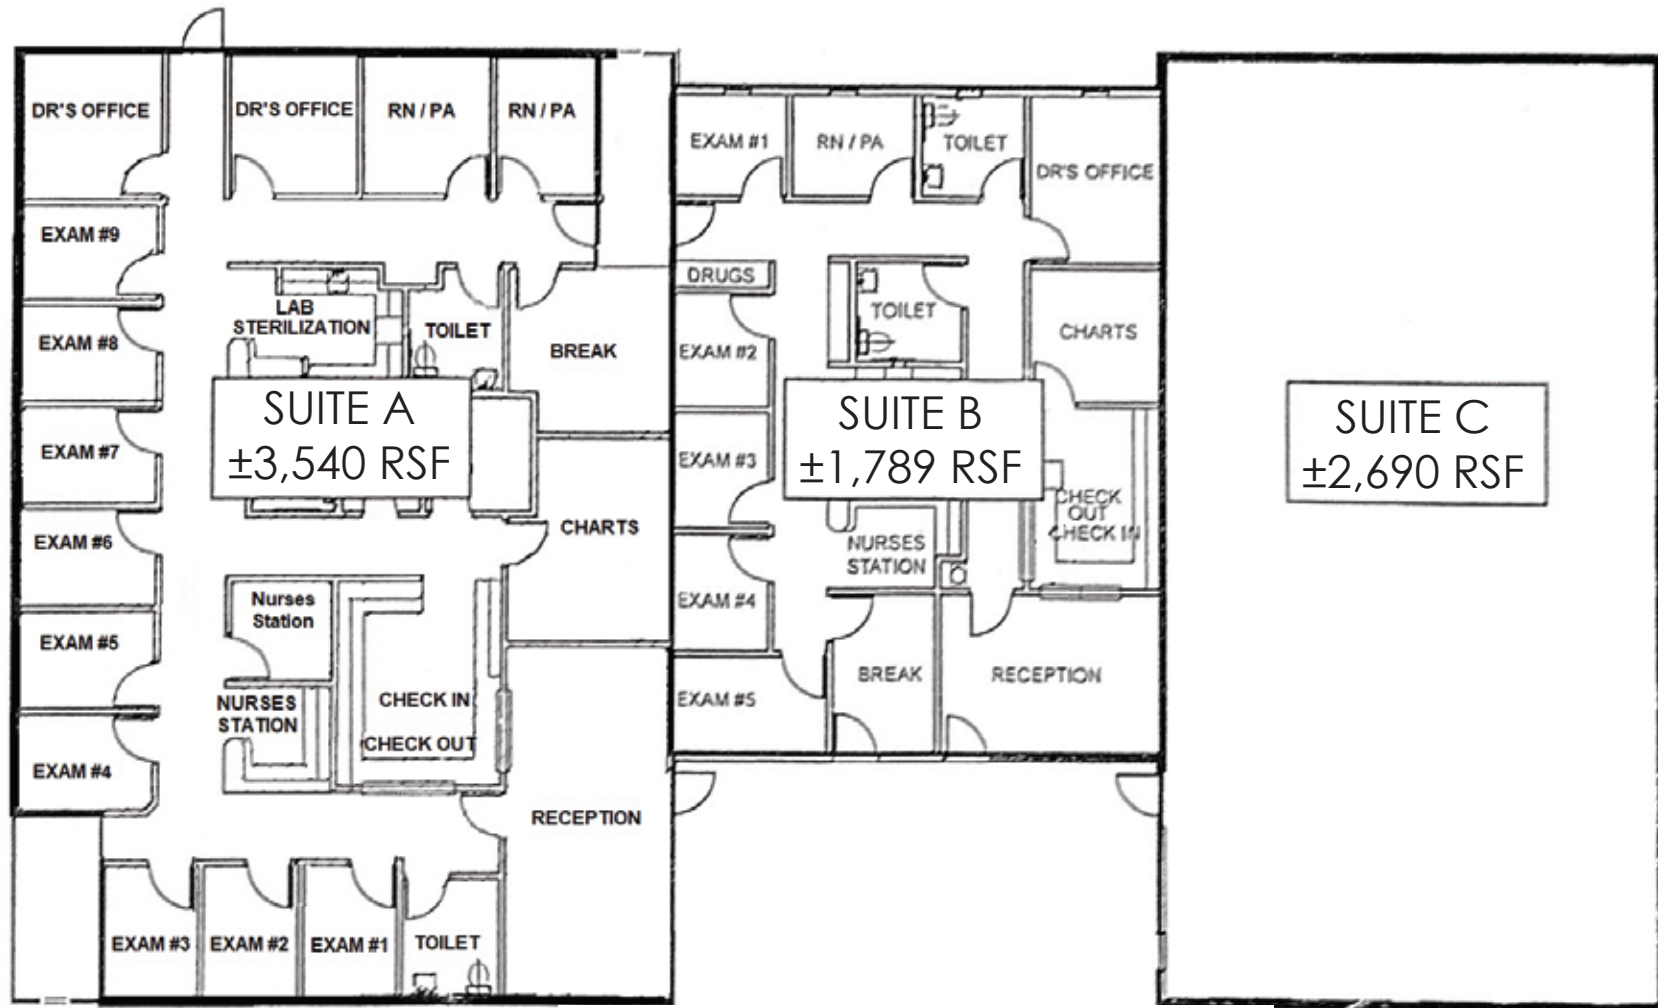 DR'S OFFICE
DR'S OFFICE
RN / PA
RN / PA
EXAM #9
EXAM #8
EXAM #7
EXAM #6
EXAM #5
EXAM #4
LAB
STERILIZATION
TOILET
BREAK
SUITE A
±3,540 RSF
CHARTS
Nurses
Station
NURSES
STATION
CHECK IN
CHECK OUT
RECEPTION
EXAM #3
EXAM #2
EXAM #1
TOILET
EXAM #1
RN / PA
TOILET
DR'S OFFICE
DRUGS
TOILET
CHARTS
EXAM #2
SUITE B
±1,789 RSF
EXAM #3
CHECK
OUT
CHECK IN
NURSES
STATION
EXAM #4
EXAM #5
BREAK
RECEPTION
SUITE C
±2,690 RSF